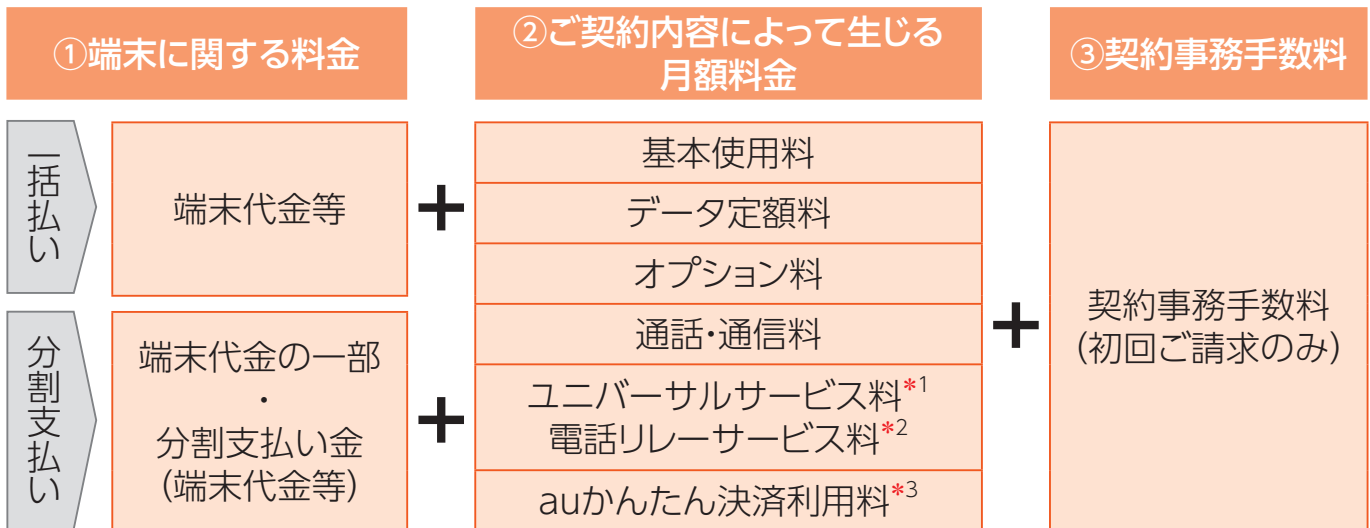 ①端末に関する料金
②ご契約内容によって生じる
月額料金
③契約事務手数料
一括払い
端末代金等
+
基本使用料
データ定額料
オプション料
通話・通信料
ユニバーサルサービス料*1
電話リレーサービス料*2
auかんたん決済利用料*3
+
契約事務手数料
(初回ご請求のみ)
分割支払い
端末代金の一部
・
分割支払い金
(端末代金等)
+